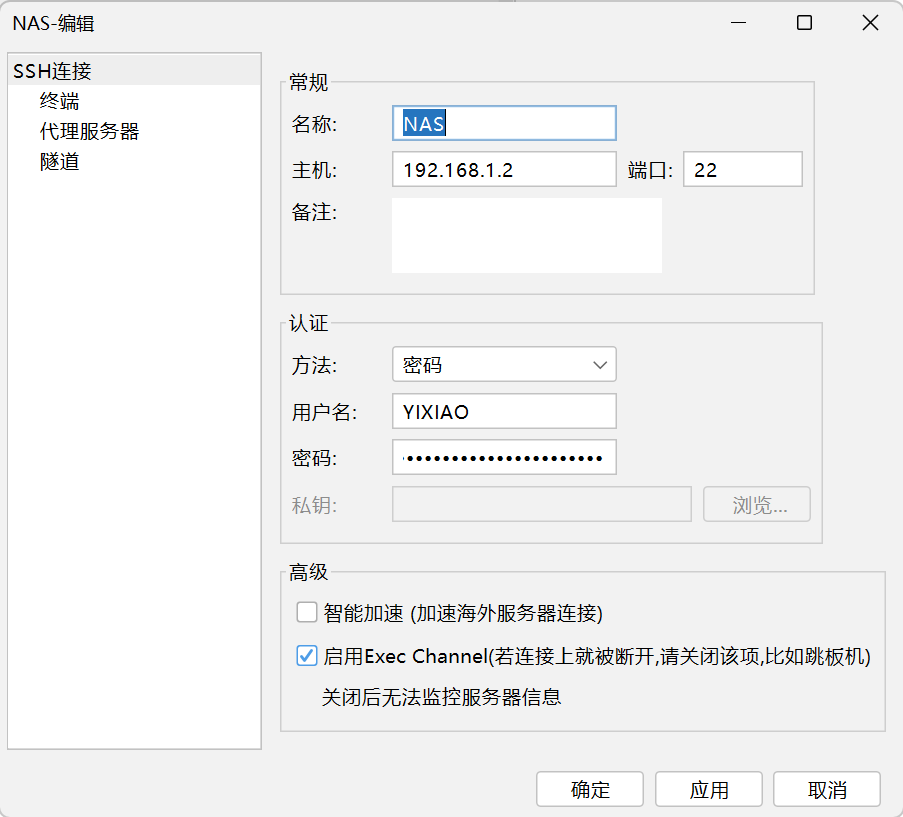 NAS-编辑
SSH连接
终端
代理服务器
隧道
常规
名称: NAS
主机: 192.168.1.2 端口: 22
备注:
认证
方法: 密码
用户名: YIXIAO
密码: ••••••••••••••••••••••
私钥: 浏览...
高级
智能加速 (加速海外服务器连接)
启用Exec Channel(若连接上就被断开,请关闭该项,比如跳板机)
关闭后无法监控服务器信息
确定 应用 取消